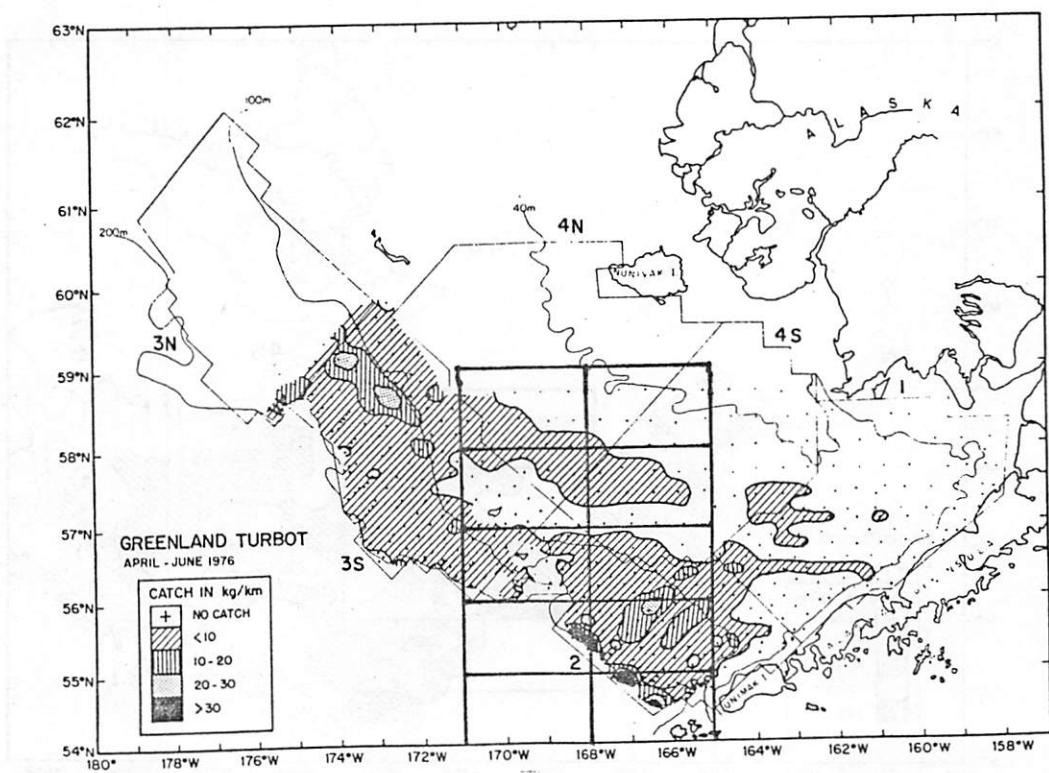 63°N
62°N
61°N
60°N
59°N
58°N
57°N
56°N
55°N
54°N
100m
200m
40m
4N
A L A S K A
NUNIVAK I.
4S
3N
1
3S
2
UNIMAK I.
GREENLAND TURBOT
APRIL - JUNE 1976
CATCH IN kg/km
+ NO CATCH
<10
10-20
20-30
>30
180° 178°W 176°W 174°W 172°W 170°W 168°W 166°W 164°W 162°W 160°W 158°W